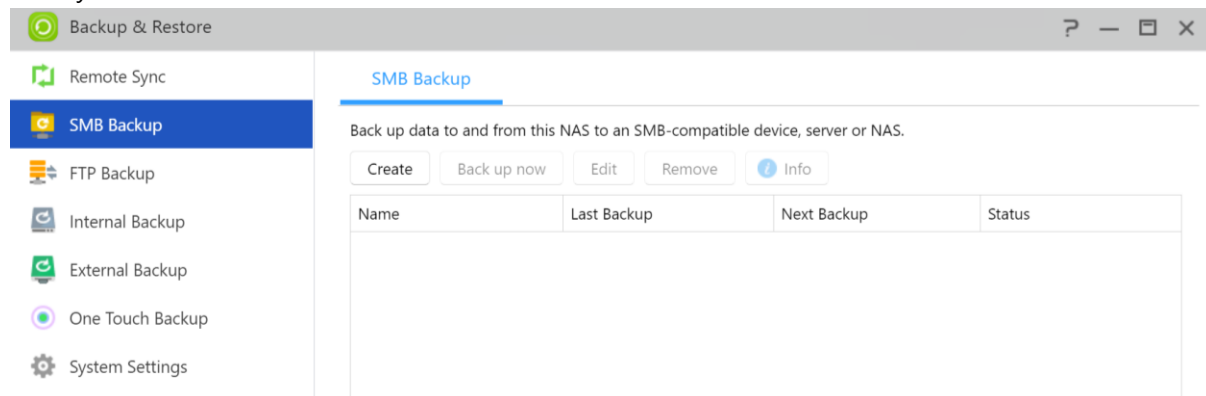 Backup & Restore
Remote Sync
SMB Backup
FTP Backup
Internal Backup
External Backup
One Touch Backup
System Settings
SMB Backup
Back up data to and from this NAS to an SMB-compatible device, server or NAS.
Create Back up now Edit Remove Info
Name Last Backup Next Backup Status